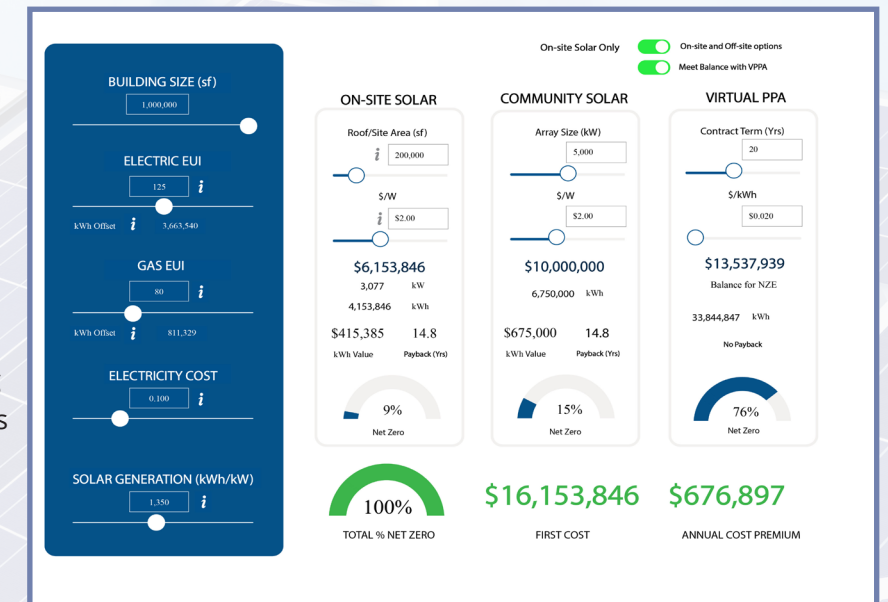 On-site Solar Only
On-site and Off-site options
Meet Balance with VPPA
BUILDING SIZE (sf)
1,000,000
ELECTRIC EUI
125 i
kWh Offset i 3,663,540
GAS EUI
80 i
kWh Offset i 811,329
ELECTRICITY COST
0.100 i
SOLAR GENERATION (kWh/kW)
1,350 i
ON-SITE SOLAR
Roof/Site Area (sf)
i 200,000
$/W
i $2.00
$6,153,846
3,077 kW
4,153,846 kWh
$415,385 14.8
kWh Value Payback (Yrs)
9%
Net Zero
COMMUNITY SOLAR
Array Size (kW)
5,000
$/W
$2.00
$10,000,000
6,750,000 kWh
$675,000 14.8
kWh Value Payback (Yrs)
15%
Net Zero
VIRTUAL PPA
Contract Term (Yrs)
20
$/kWh
$0.020
$13,537,939
Balance for NZE
33,844,847 kWh
No Payback
76%
Net Zero
100%
TOTAL % NET ZERO
$16,153,846
FIRST COST
$676,897
ANNUAL COST PREMIUM